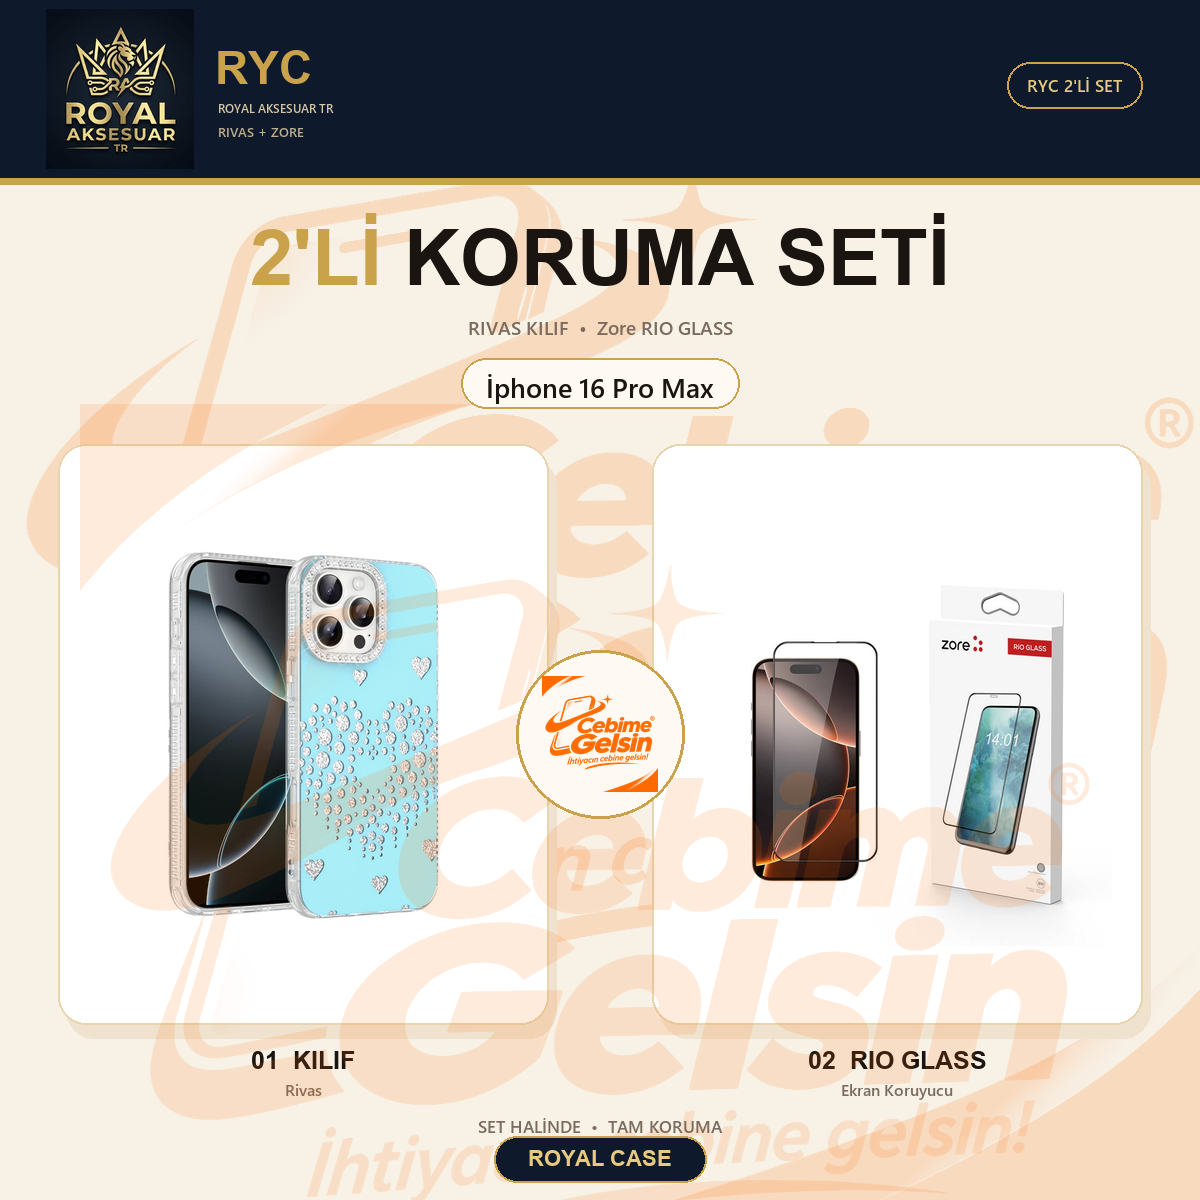 ROYAL
AKSESUAR
TR
RYC
ROYAL AKSESUAR TR
RIVAS + ZORE
RYC 2'Lİ SET
2'Lİ KORUMA SETİ
RIVAS KILIF • Zore RIO GLASS
İphone 16 Pro Max
zore
RIO GLASS
14:01
Cebime®
Gelsin
İhtiyacın cebine gelsin!
Cebime®
Gelsin
01 KILIF
Rivas
02 RIO GLASS
Ekran Koruyucu
SET HALİNDE • TAM KORUMA
ROYAL CASE